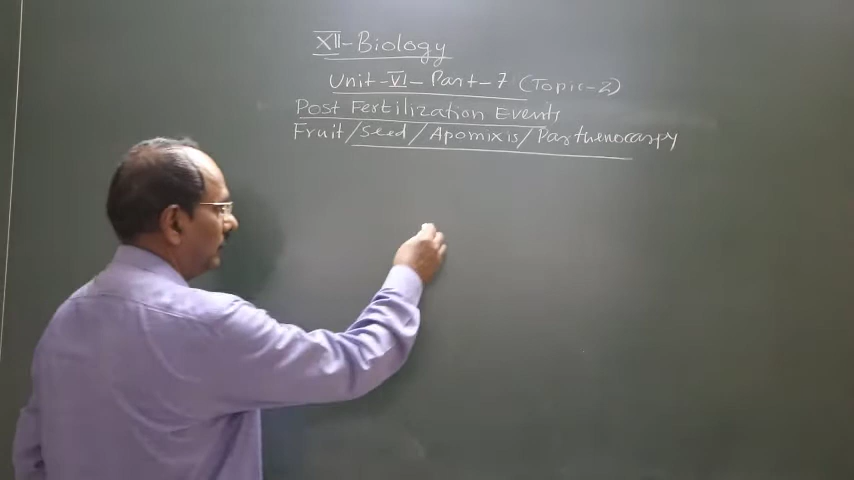 XII-Biology
Unit-VI-Part-7 (Topic-2)
Post Fertilization Events
Fruit/Seed/Apomixis/Parthenocarpy